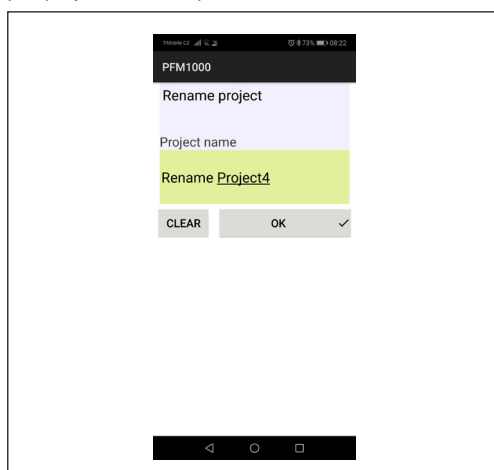 T-Mobile CZ 73% 08:22
PFM1000
Rename project
Project name
Rename Project4
CLEAR OK